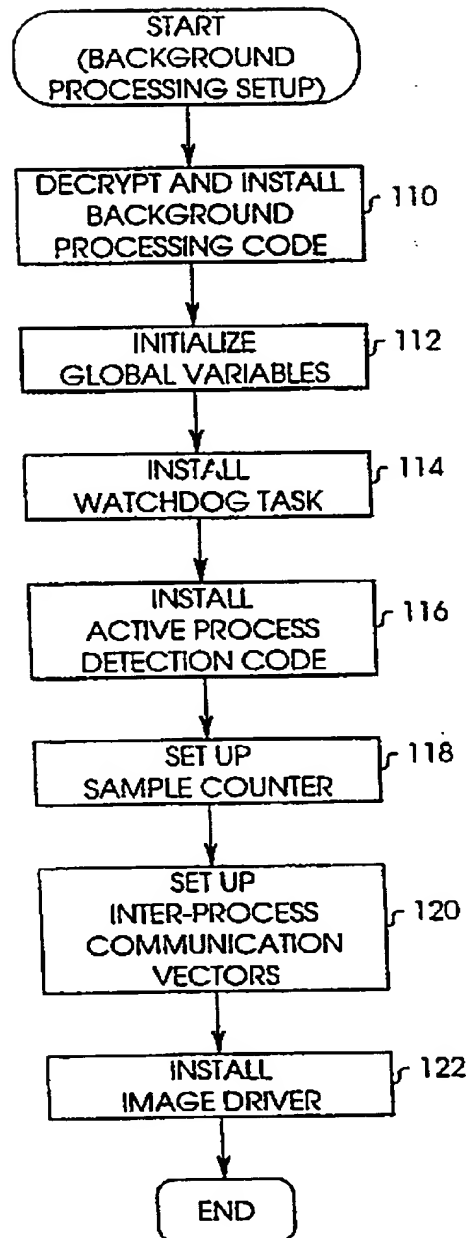 START
(BACKGROUND
PROCESSING SETUP)
DECRYPT AND INSTALL
BACKGROUND
PROCESSING CODE
110
INITIALIZE
GLOBAL VARIABLES
112
INSTALL
WATCHDOG TASK
114
INSTALL
ACTIVE PROCESS
DETECTION CODE
116
SET UP
SAMPLE COUNTER
118
SET UP
INTER-PROCESS
COMMUNICATION
VECTORS
120
INSTALL
IMAGE DRIVER
122
END